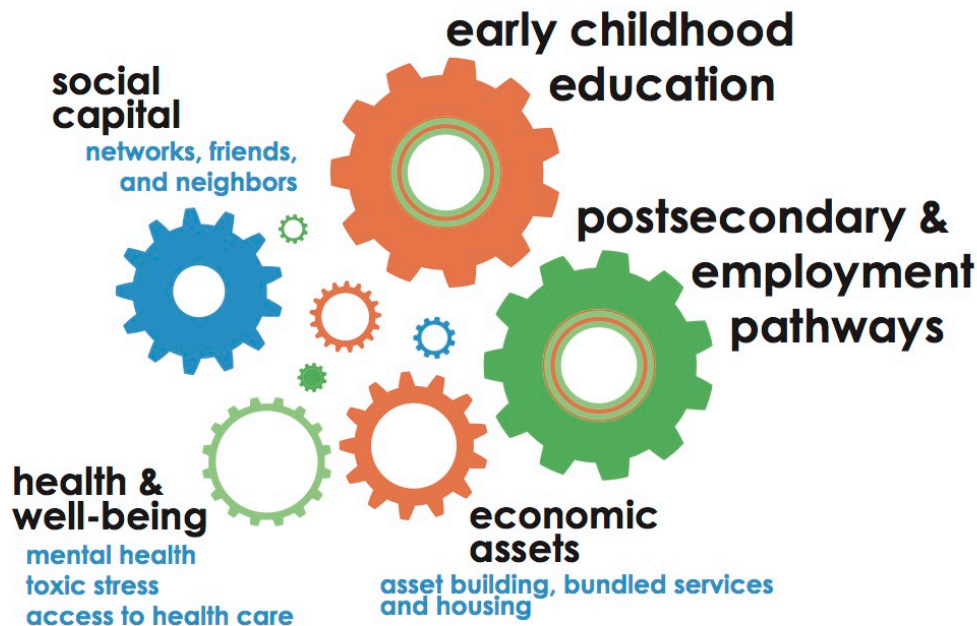 early childhood
education
social
capital
networks, friends,
and neighbors
postsecondary &
employment
pathways
health &
well-being
mental health
toxic stress
access to health care
economic
assets
asset building, bundled services
and housing